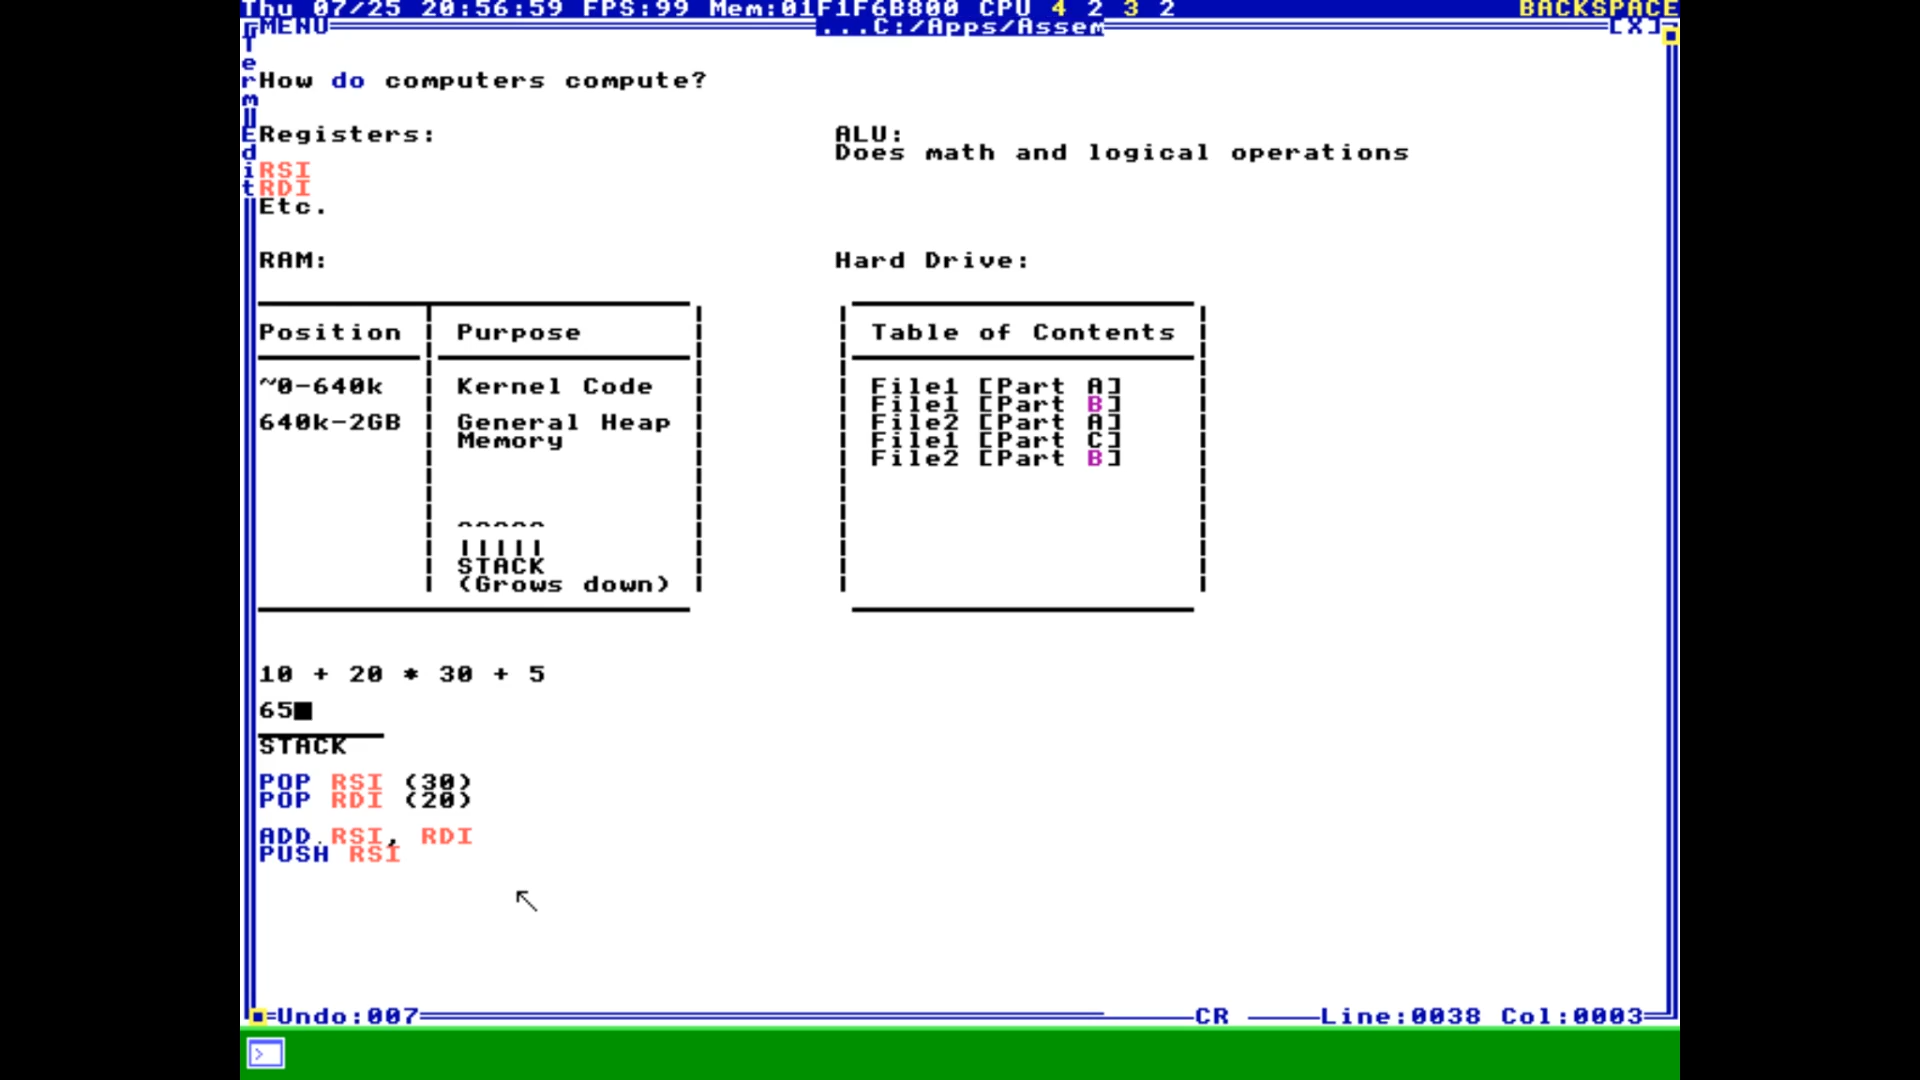 Thu 07/25 20:56:59 FPS:99 Mem:01F1F6B800 CPU 4 2 3 2 BACKSPACE
MENU ...C:/Apps/Assem [X]
TermEdit
How do computers compute?
Registers:
RSI
RDI
Etc.
ALU:
Does math and logical operations
RAM:
Position Purpose
~0-640k Kernel Code
640k-2GB General Heap
Memory
^^^^^
|||||
STACK
(Grows down)
Hard Drive:
Table of Contents
File1 [Part A]
File1 [Part B]
File2 [Part A]
File1 [Part C]
File2 [Part B]
10 + 20 * 30 + 5
65
STACK
POP RSI (30)
POP RDI (20)
ADD RSI, RDI
PUSH RSI
Undo:007 CR Line:0038 Col:0003
>